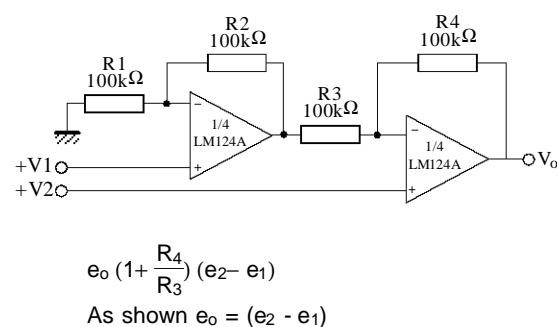 R1
100kΩ
R2
100kΩ
R3
100kΩ
R4
100kΩ
−
1/4
LM124A
+
−
1/4
LM124A
+
+V1
+V2
Vo
eo (1+ R4/R3) (e2– e1)
As shown eo = (e2 - e1)